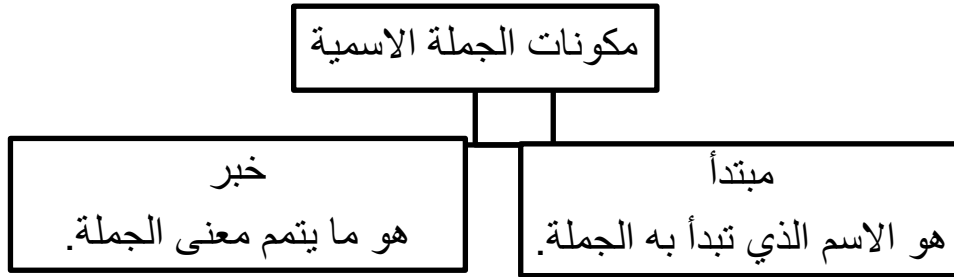 مكونات الجملة الاسمية
مبتدأ
هو الاسم الذي تبدأ به الجملة.
خبر
هو ما يتمم معنى الجملة.